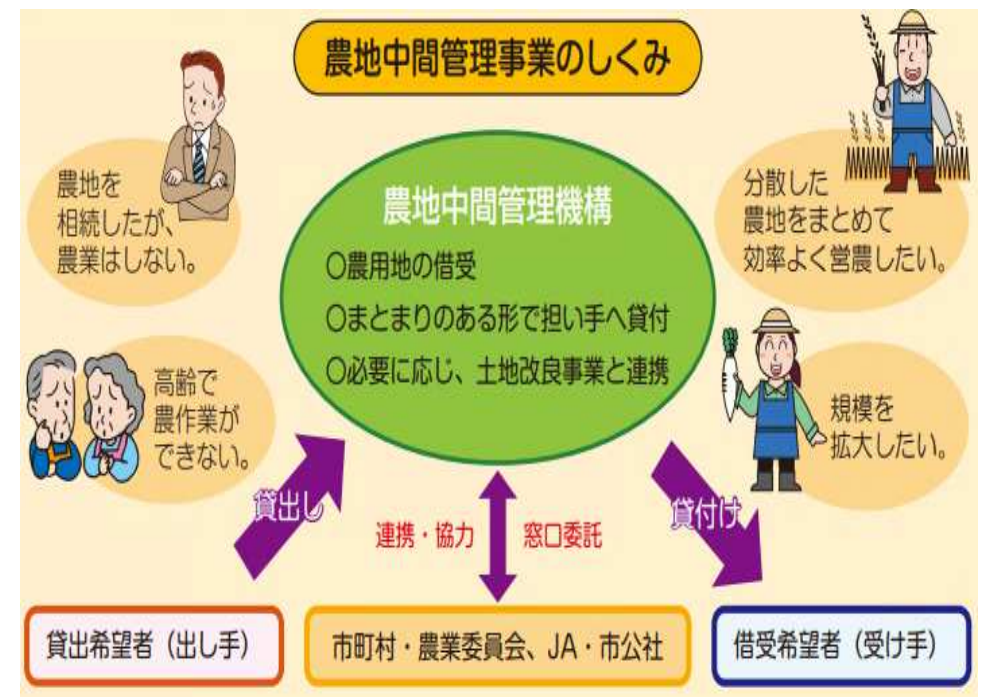 農地中間管理事業のしくみ
農地を
相続したが、
農業はしない。
高齢で
農作業が
できない。
農地中間管理機構
○農用地の借受
○まとまりのある形で担い手へ貸付
○必要に応じ、土地改良事業と連携
分散した
農地をまとめて
効率よく営農したい。
規模を
拡大したい。
貸出し
連携・協力
窓口委託
貸付け
貸出希望者（出し手）
市町村・農業委員会、JA・市公社
借受希望者（受け手）